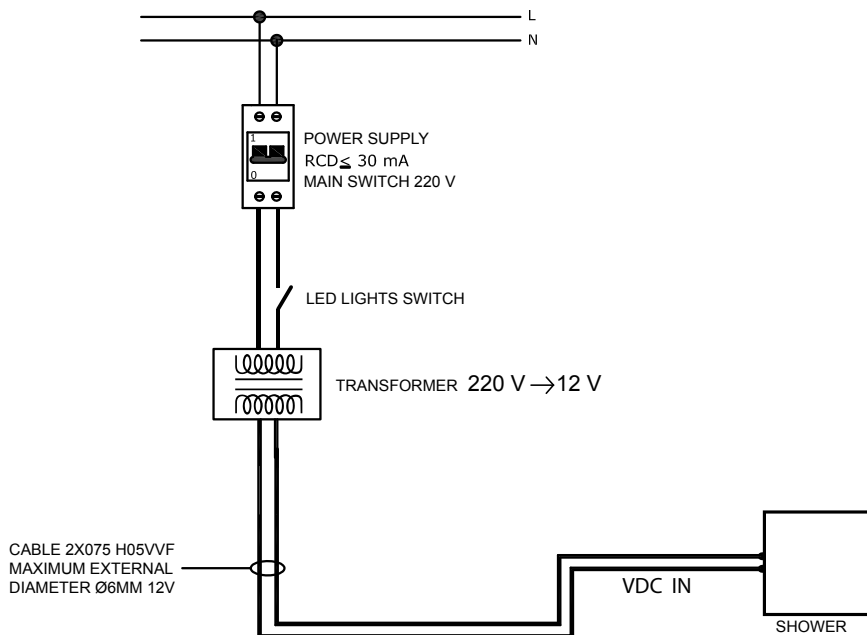 L
N
1
0
POWER SUPPLY
RCD≤ 30 mA
MAIN SWITCH 220 V
LED LIGHTS SWITCH
TRANSFORMER 220 V →12 V
CABLE 2X075 H05VVF
MAXIMUM EXTERNAL
DIAMETER Ø6MM 12V
VDC IN
SHOWER